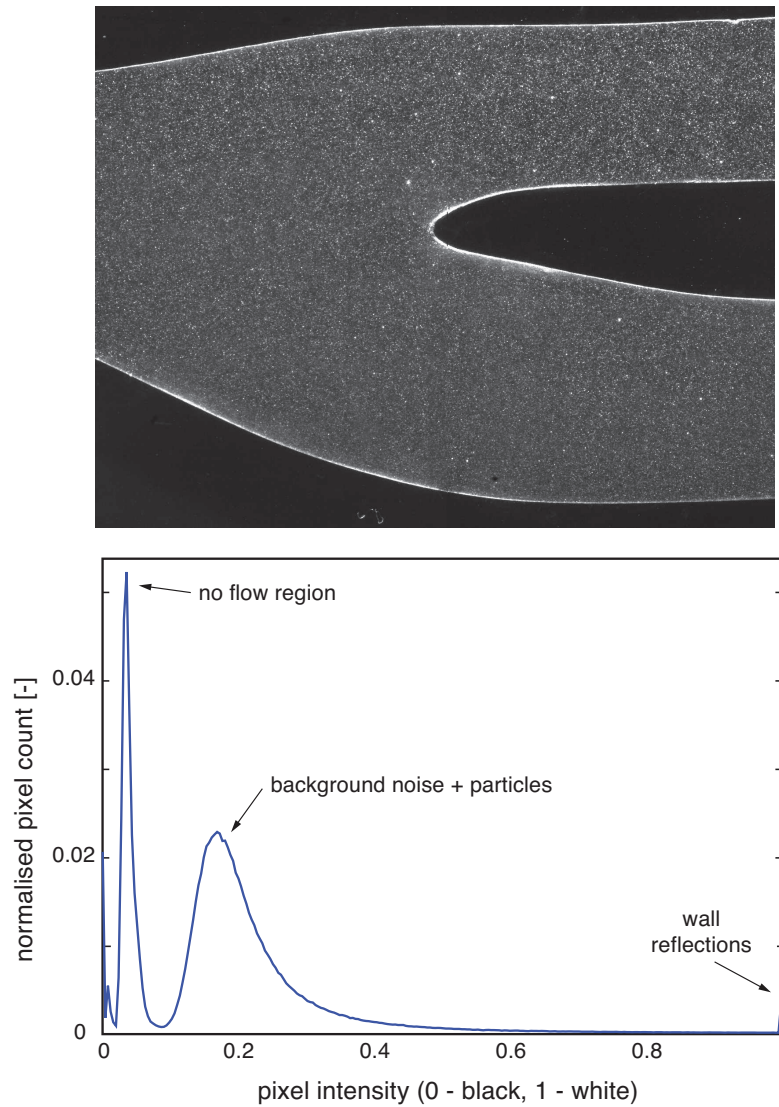 no flow region
0.04
background noise + particles
0.02
wall
reflections
0
0 0.2 0.4 0.6 0.8
normalised pixel count [-]
pixel intensity (0 - black, 1 - white)